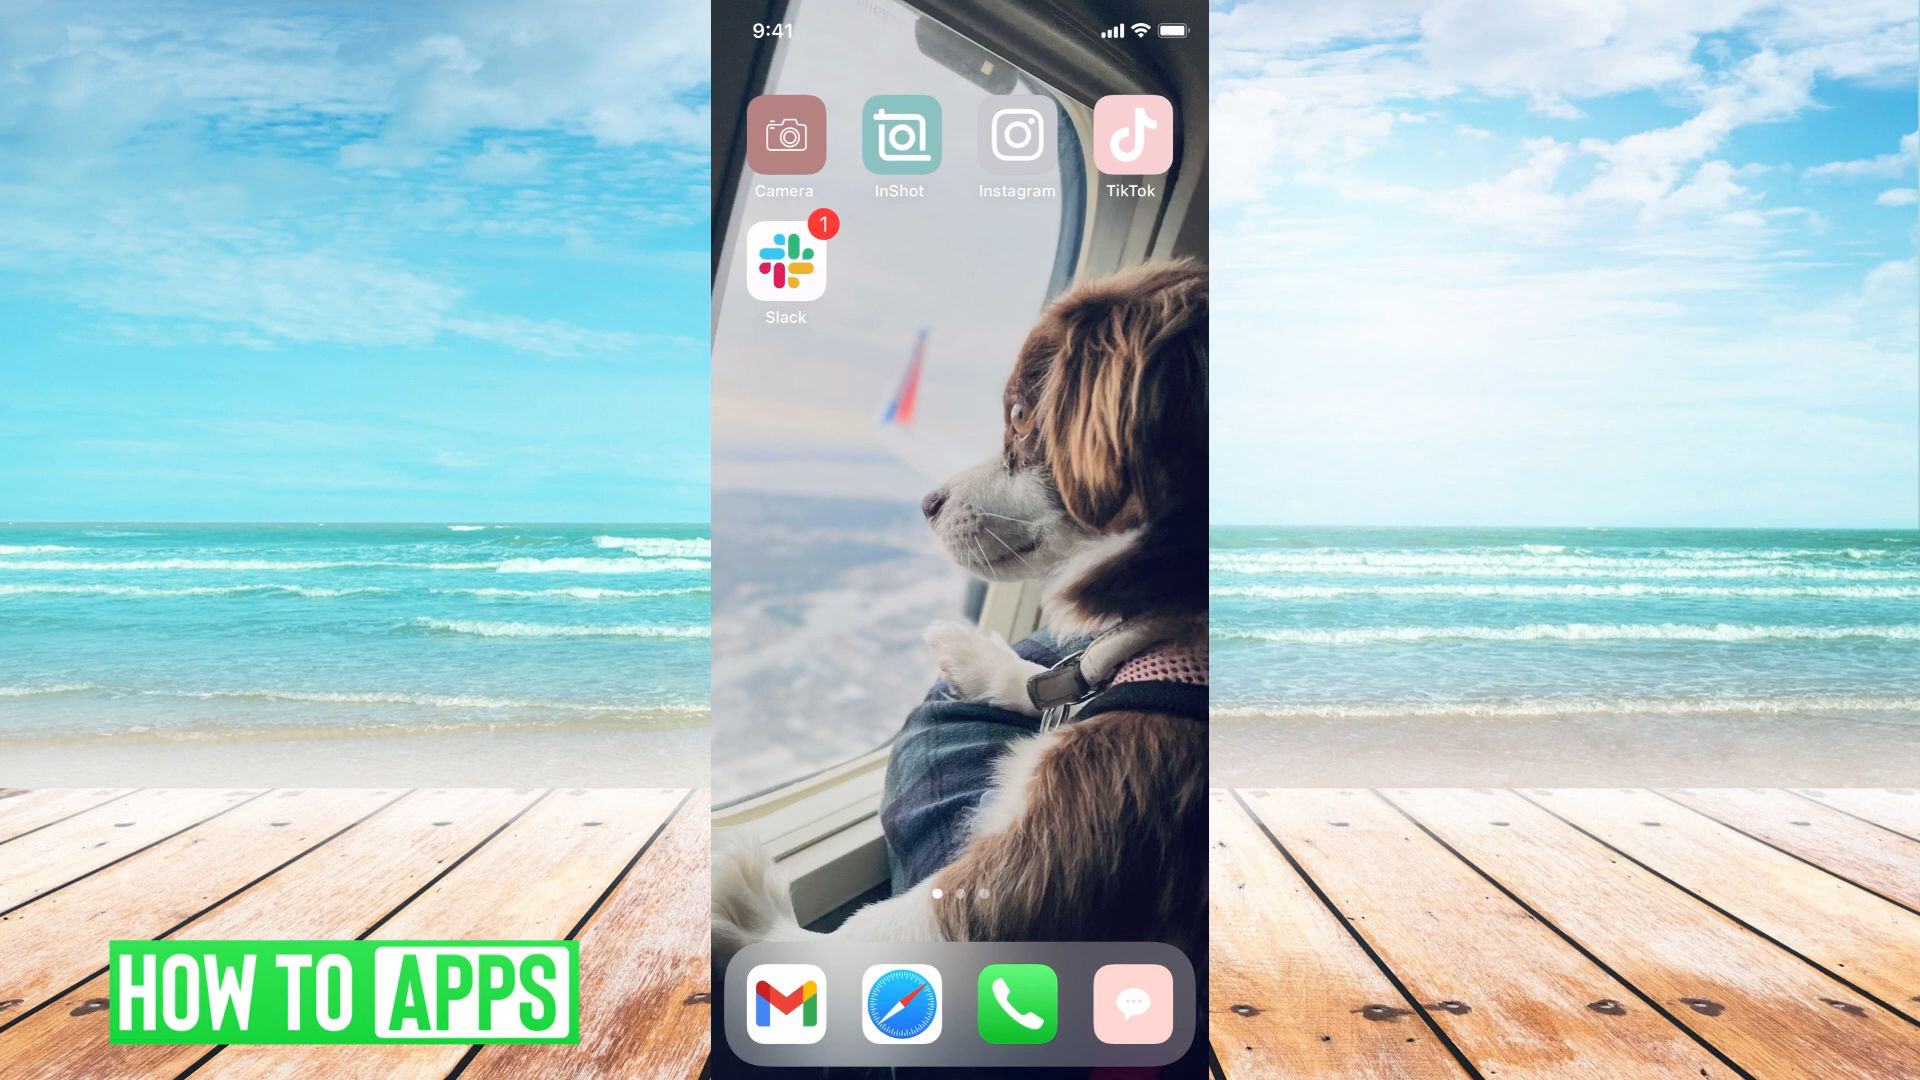 9:41
Camera
InShot
Instagram
TikTok
1
Slack
HOW TO APPS